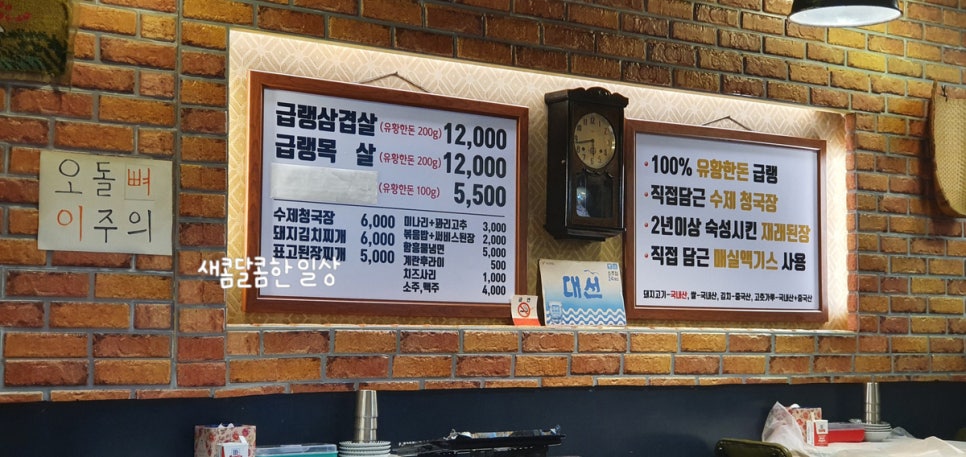 오돌뼈
이주의
급랭삼겹살 (유황한돈 200g) 12,000
급랭목 살 (유황한돈 200g) 12,000
(유황한돈 100g) 5,500
수제청국장 6,000
돼지김치찌개 6,000
표고된장찌개 5,000
미나리+꽈리고추 3,000
볶음밥+써비스된장 2,000
함흥물냉면 5,000
계란후라이 500
치즈사리 1,000
소주,맥주 4,000
새콤달콤한일상
대선
• 100% 유황한돈 급랭
• 직접담근 수제 청국장
• 2년이상 숙성시킨 재래된장
• 직접 담근 매실액기스 사용
돼지고기-국내산, 쌀-국내산, 김치-중국산, 고춧가루-국내산+중국산